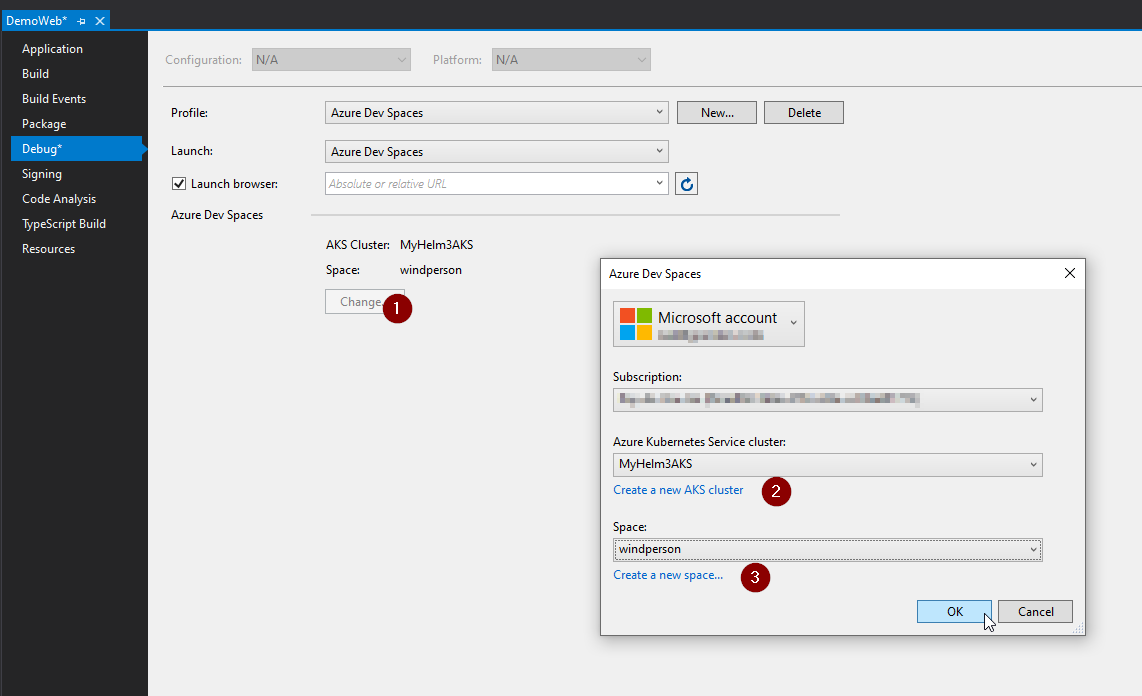 DemoWeb*
Application
Build
Build Events
Package
Debug*
Signing
Code Analysis
TypeScript Build
Resources
Configuration: N/A Platform: N/A
Profile: Azure Dev Spaces New... Delete
Launch: Azure Dev Spaces
Launch browser: Absolute or relative URL
Azure Dev Spaces
AKS Cluster: MyHelm3AKS
Space: windperson
Change. 1
Azure Dev Spaces
Microsoft account
Subscription:
Azure Kubernetes Service cluster:
MyHelm3AKS
Create a new AKS cluster 2
Space:
windperson
Create a new space... 3
OK Cancel